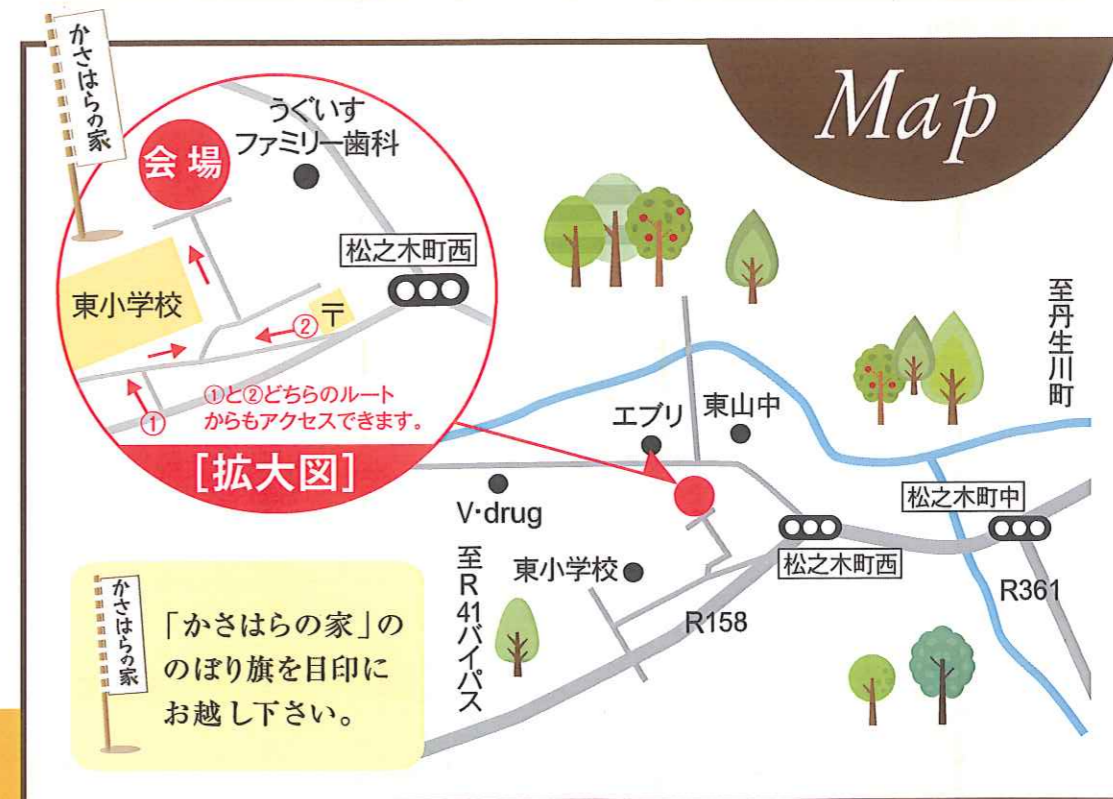 かさはらの家
Map
うぐいす
ファミリー歯科
会場
松之木町西
東小学校
〒
②
①
①と②どちらのルート
からもアクセスできます。
[拡大図]
至丹生川町
エブリ
東山中
V・drug
松之木町中
松之木町西
東小学校
R361
R158
至R41バイパス
かさはらの家
「かさはらの家」の
のぼり旗を目印に
お越し下さい。